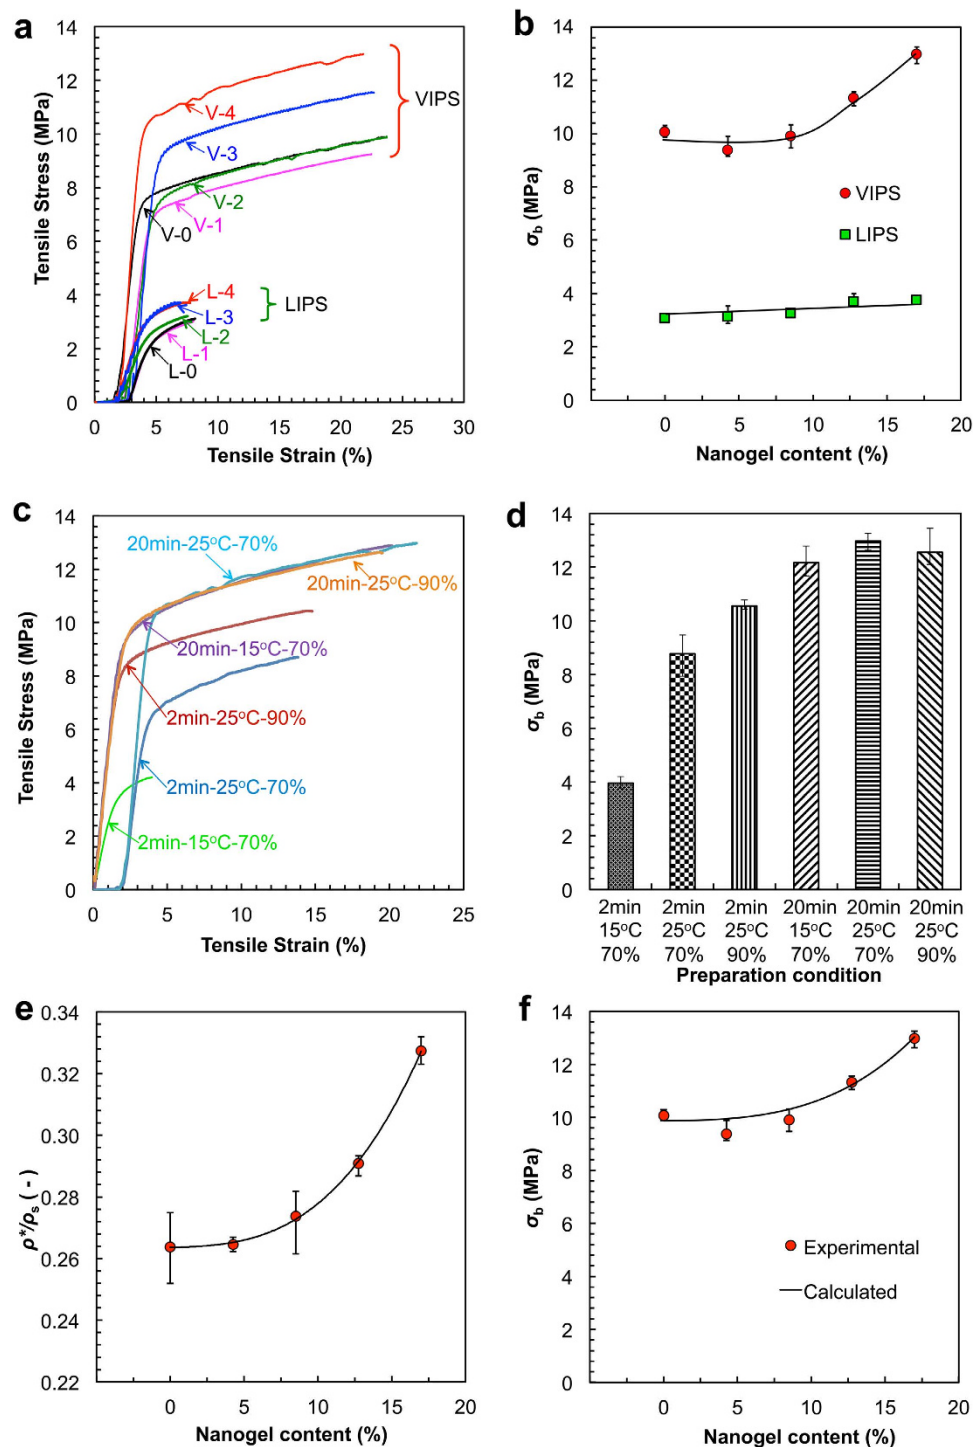 a
Tensile Stress (MPa)
14
12
10
8
6
4
2
0
V-4
V-3
V-2
V-1
V-0
VIPS
L-4
L-3
L-2
L-1
L-0
LIPS
0 5 10 15 20 25 30
Tensile Strain (%)
b
σb (MPa)
14
12
10
8
6
4
2
0
VIPS
LIPS
0 5 10 15 20
Nanogel content (%)
c
Tensile Stress (MPa)
14
12
10
8
6
4
2
0
20min-25°C-70%
20min-25°C-90%
20min-15°C-70%
2min-25°C-90%
2min-25°C-70%
2min-15°C-70%
0 5 10 15 20 25
Tensile Strain (%)
d
σb (MPa)
14
12
10
8
6
4
2
0
2min 2min 2min 20min 20min 20min
15°C 25°C 25°C 15°C 25°C 25°C
70% 70% 90% 70% 70% 90%
Preparation condition
e
ρ*/ρs ( - )
0.34
0.32
0.30
0.28
0.26
0.24
0.22
0 5 10 15 20
Nanogel content (%)
f
σb (MPa)
14
12
10
8
6
4
2
0
Experimental
Calculated
0 5 10 15 20
Nanogel content (%)